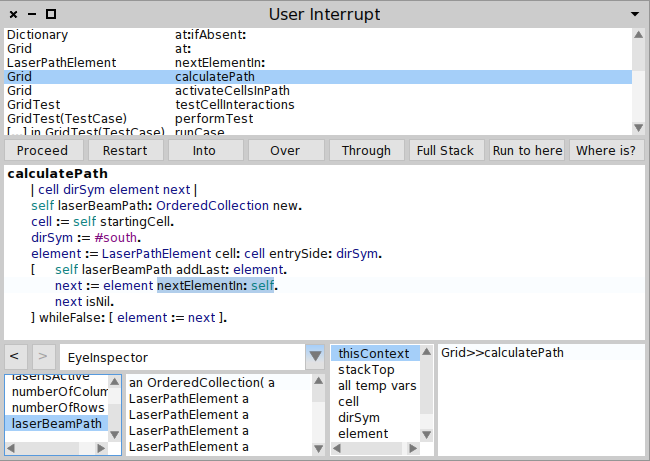 User Interrupt
Dictionary at:ifAbsent:
Grid at:
LaserPathElement nextElementIn:
Grid calculatePath
Grid activateCellsInPath
GridTest testCellInteractions
GridTest(TestCase) performTest
[...] in GridTest(TestCase) runCase
Proceed Restart Into Over Through Full Stack Run to here Where is?
calculatePath
| cell dirSym element next |
self laserBeamPath: OrderedCollection new.
cell := self startingCell.
dirSym := #south.
element := LaserPathElement cell: cell entrySide: dirSym.
[ self laserBeamPath addLast: element.
next := element nextElementIn: self.
next isNil.
] whileFalse: [ element := next ].
< > EyeInspector
laserIsActive
numberOfColum
numberOfRows
laserBeamPath
an OrderedCollection( a
LaserPathElement a
LaserPathElement a
LaserPathElement a
LaserPathElement a
thisContext
stackTop
all temp vars
cell
dirSym
element
Grid>>calculatePath